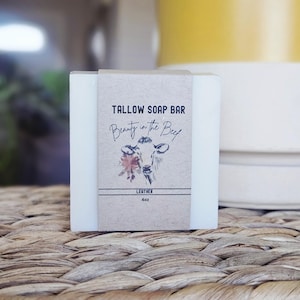 TALLOW SOAP BAR
Beauty in the Beef
LEATHER
4oz